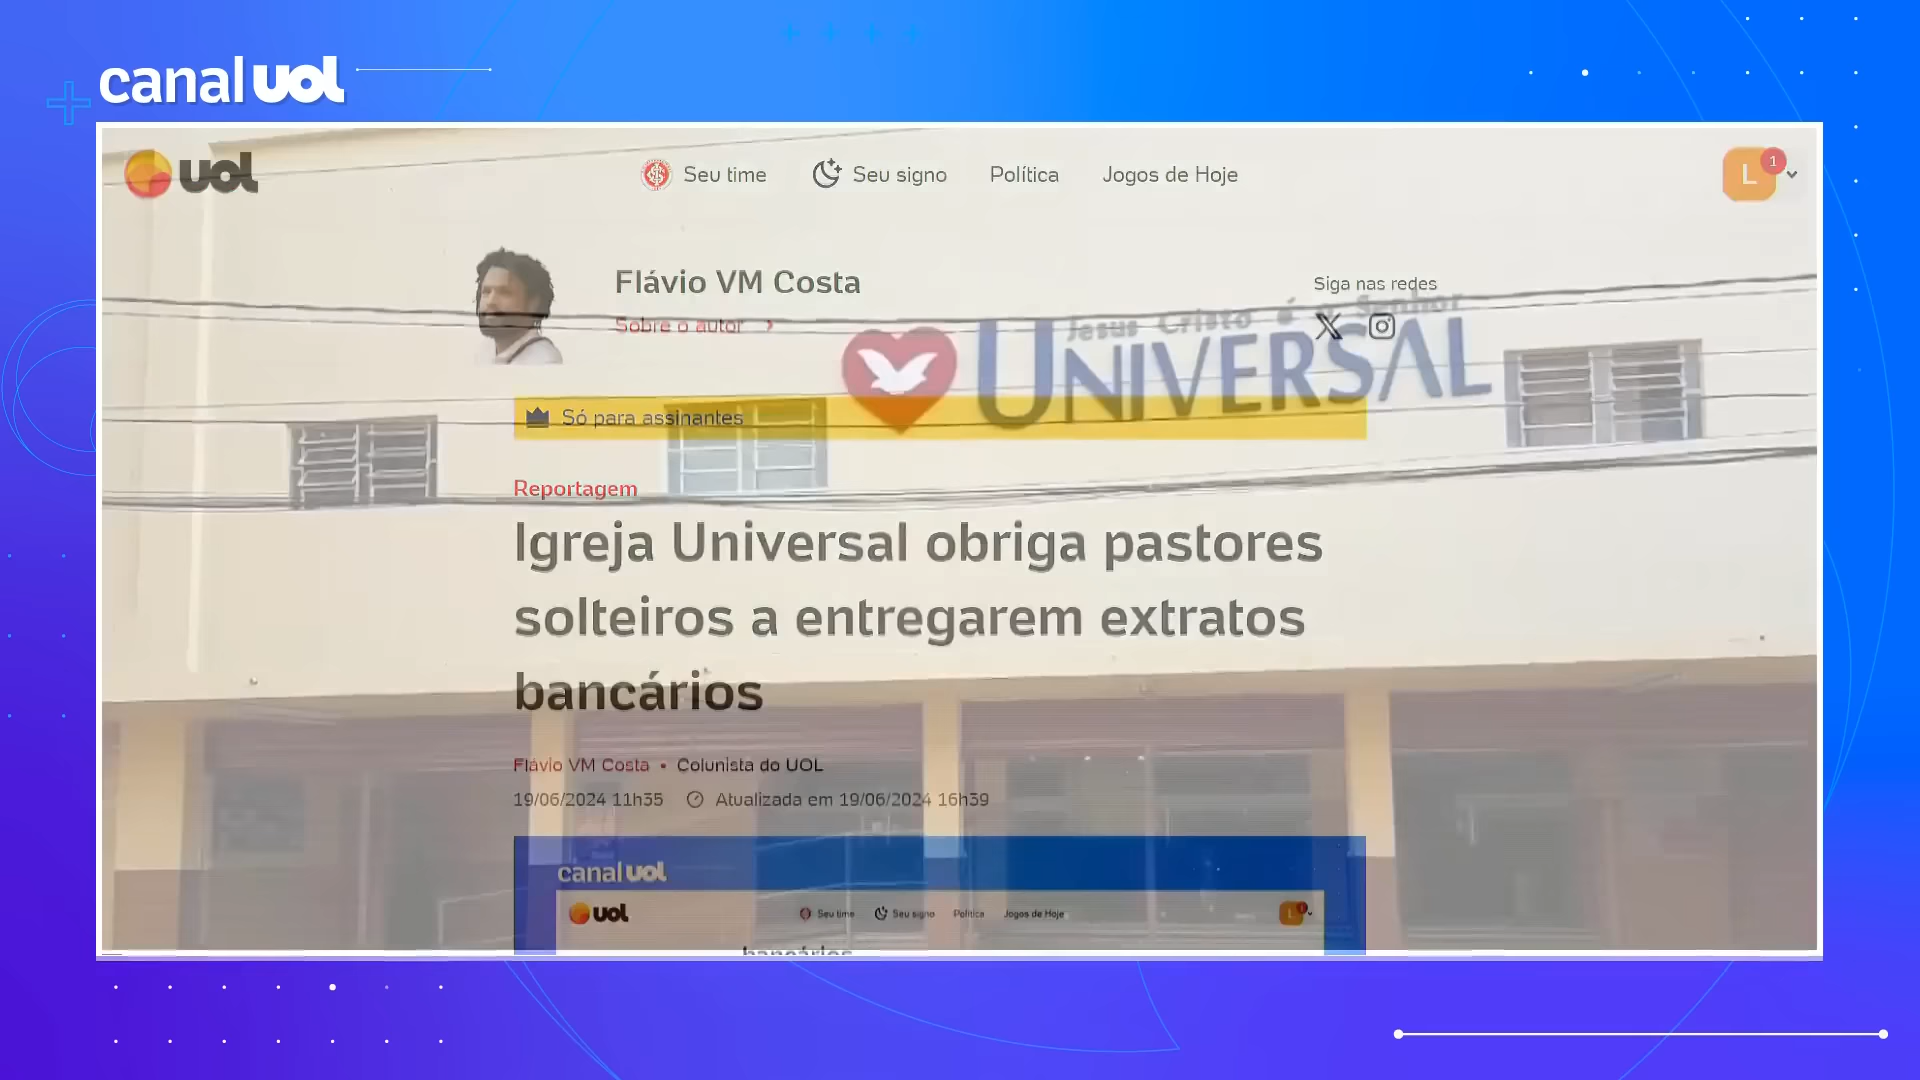 canal uol
uol
Seu time
Seu signo
Política
Jogos de Hoje
L
1
Flávio VM Costa
Sobre o autor
Siga nas redes
Jesus Cristo é o Senhor
UNIVERSAL
Só para assinantes
Reportagem
Igreja Universal obriga pastores
solteiros a entregarem extratos
bancários
Flávio VM Costa • Colunista do UOL
19/06/2024 11h35 Atualizada em 19/06/2024 16h39
canal uol
uol
Seu time
Seu signo
Política
Jogos de Hoje
bancários